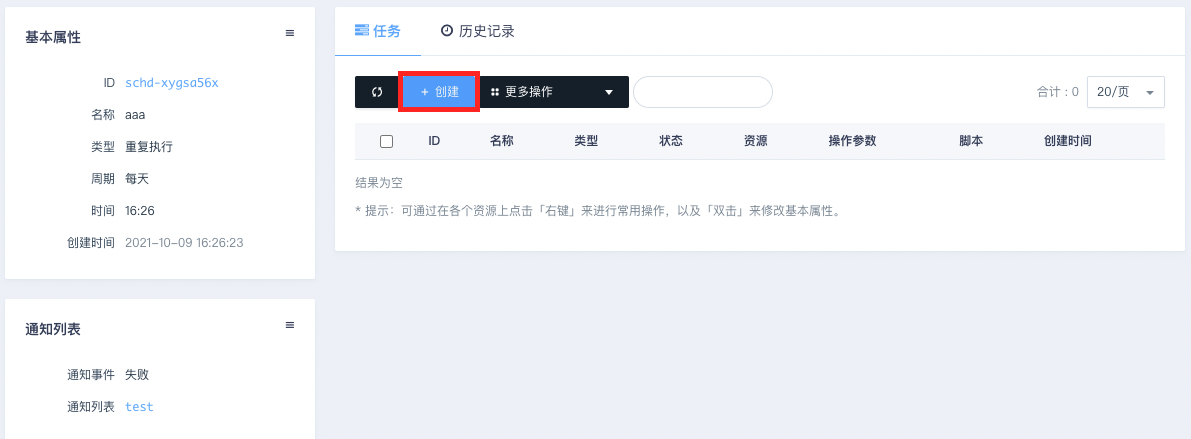 基本属性
ID schd-xygsa56x
名称 aaa
类型 重复执行
周期 每天
时间 16:26
创建时间 2021-10-09 16:26:23
通知列表
通知事件 失败
通知列表 test
任务 历史记录
+ 创建 更多操作 合计：0 20/页
ID 名称 类型 状态 资源 操作参数 脚本 创建时间
结果为空
* 提示：可通过在各个资源上点击「右键」来进行常用操作，以及「双击」来修改基本属性。